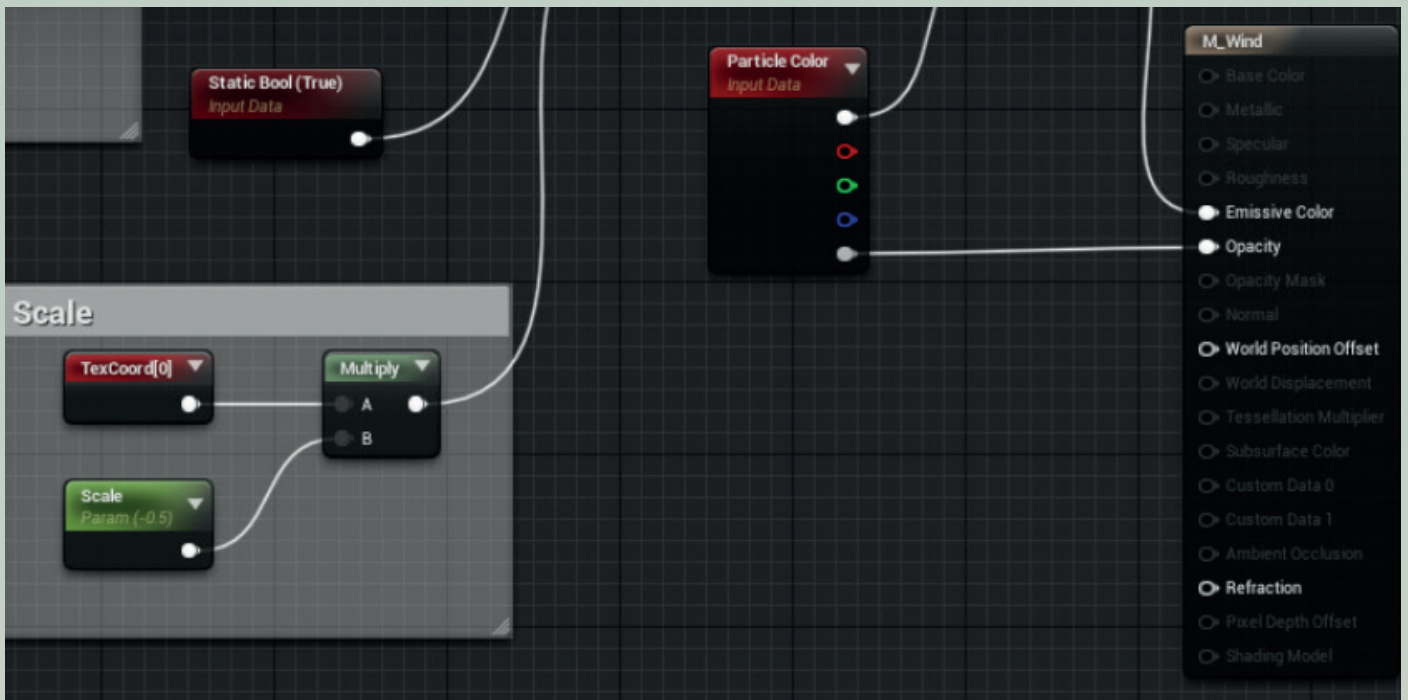 Static Bool (True)
Input Data
Particle Color
Input Data
M_Wind
Base Color
Metallic
Specular
Roughness
Emissive Color
Opacity
Opacity Mask
Normal
World Position Offset
World Displacement
Tessellation Multiplier
Subsurface Color
Custom Data 0
Custom Data 1
Ambient Occlusion
Refraction
Pixel Depth Offset
Shading Model
Scale
TexCoord[0]
Multiply
A
B
Scale
Param (-0.5)